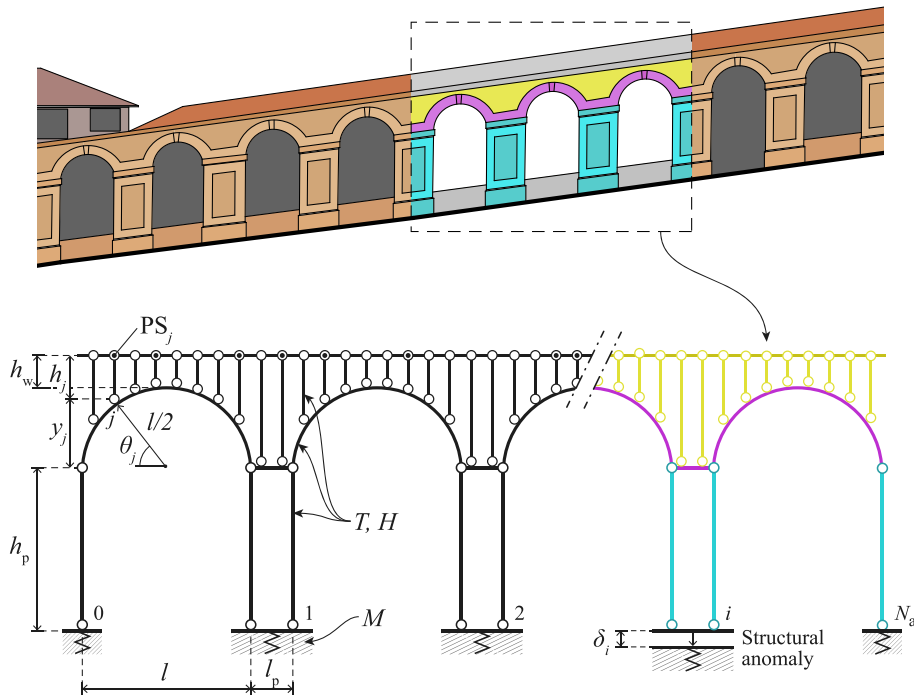 PS_j
h_w
h_j
y_j
j
l/2
θ_j
h_p
T, H
0
1
2
i
N_a
M
δ_i
Structural
anomaly
l
l_p